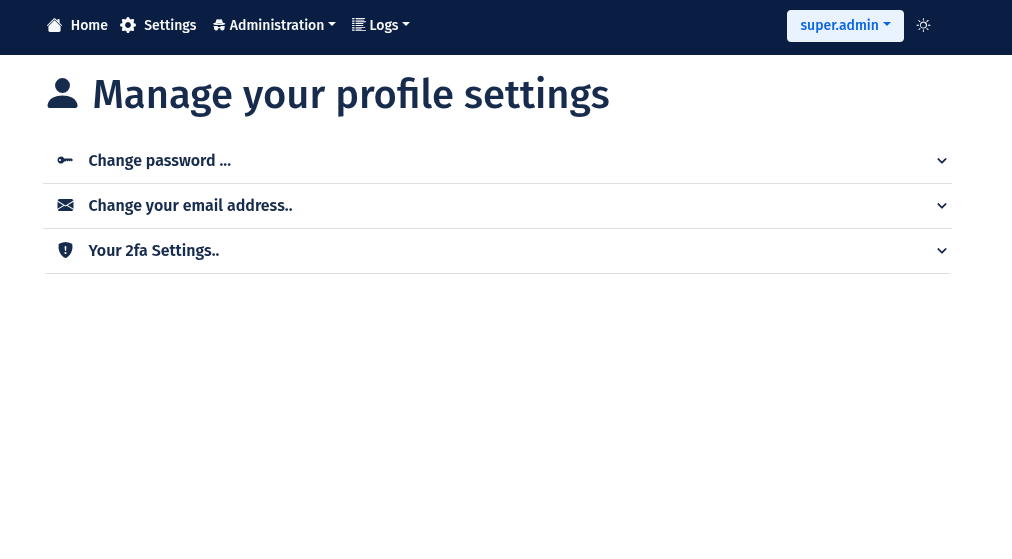 Home Settings Administration Logs super.admin
Manage your profile settings
Change password ...
Change your email address..
Your 2fa Settings..